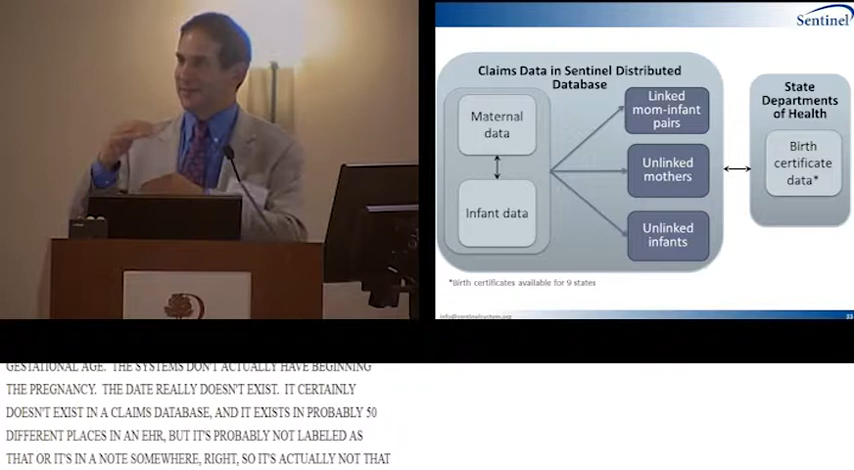 Sentinel
Claims Data in Sentinel Distributed
Database
Maternal
data
Infant data
Linked
mom-infant
pairs
Unlinked
mothers
Unlinked
infants
State
Departments
of Health
Birth
certificate
data*
*Birth certificates available for 9 states
info@sentinelsystem.org
33
GESTATIONAL AGE. THE SYSTEMS DON'T ACTUALLY HAVE BEGINNING
THE PREGNANCY. THE DATE REALLY DOESN'T EXIST. IT CERTAINLY
DOESN'T EXIST IN A CLAIMS DATABASE, AND IT EXISTS IN PROBABLY 50
DIFFERENT PLACES IN AN EHR, BUT IT'S PROBABLY NOT LABELED AS
THAT OR IT'S IN A NOTE SOMEWHERE, RIGHT, SO IT'S ACTUALLY NOT THAT